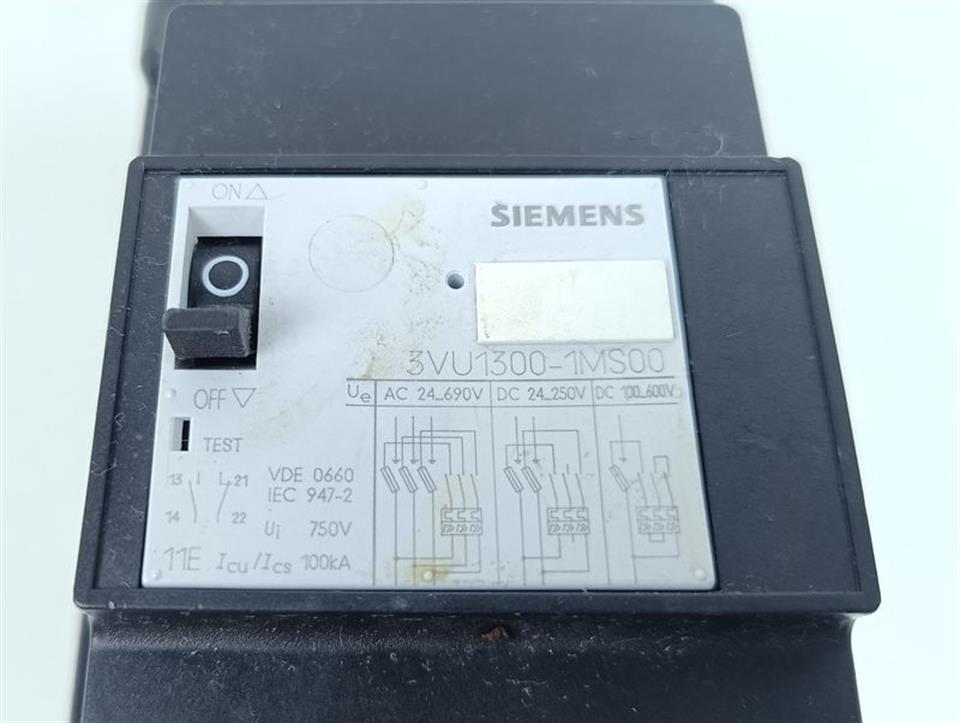 ON △
SIEMENS
3VU1300-1MS00
OFF ▽
Ue AC 24...690V DC 24...250V DC 100...600V
TEST
13 21
14 22
VDE 0660
IEC 947-2
Ui 750V
11E Icu/Ics 100kA